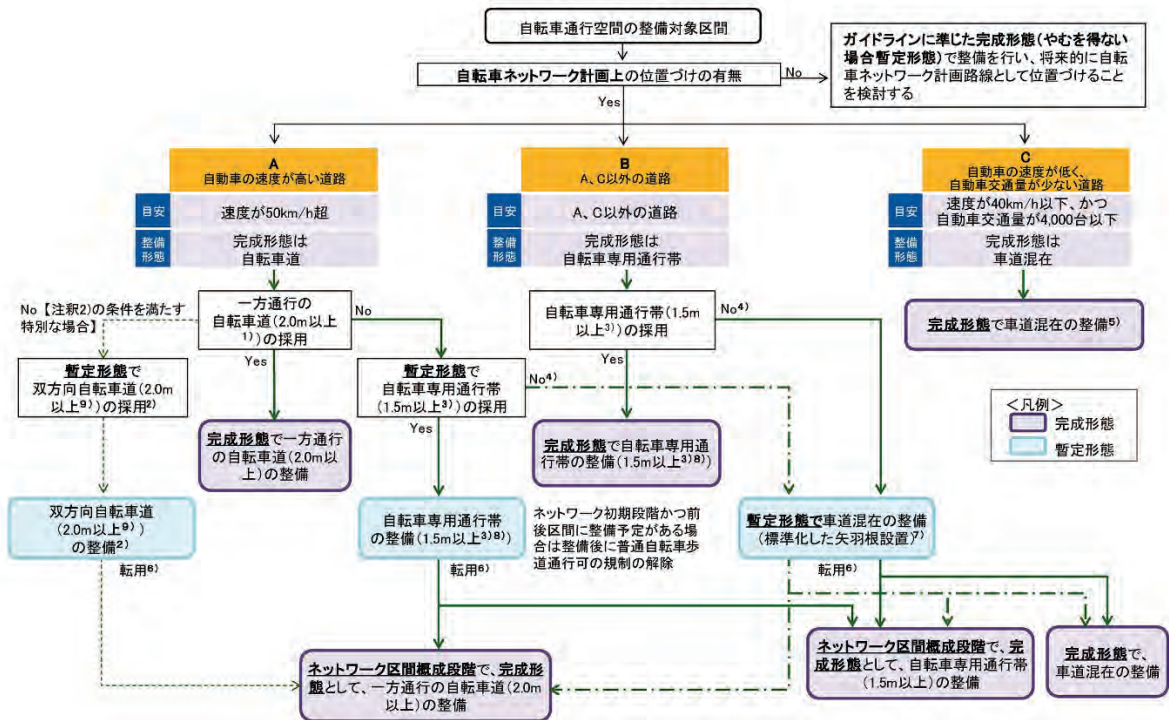 自転車通行空間の整備対象区間
自転車ネットワーク計画上の位置づけの有無
No
Yes
ガイドラインに準じた完成形態(やむを得ない
場合暫定形態)で整備を行い、将来的に自転
車ネットワーク計画路線として位置づけること
を検討する
A
自動車の速度が高い道路
目安
速度が50km/h超
整備
形態
完成形態は
自転車道
B
A、C以外の道路
目安
A、C以外の道路
整備
形態
完成形態は
自転車専用通行帯
C
自動車の速度が低く、
自動車交通量が少ない道路
目安
速度が40km/h以下、かつ
自動車交通量が4,000台以下
整備
形態
完成形態は
車道混在
No【注釈2)の条件を満たす
特別な場合】
一方通行の
自転車道(2.0m以上
1))の採用
No
Yes
自転車専用通行帯(1.5m
以上3))の採用
No4)
Yes
完成形態で車道混在の整備5)
暫定形態で
双方向自転車道(2.0m
以上9))の採用2)
暫定形態で
自転車専用通行帯
(1.5m以上3))の採用
No4)
Yes
完成形態で一方通行
の自転車道(2.0m以
上)の整備
完成形態で自転車専用通
行帯の整備(1.5m以上3)8))
<凡例>
完成形態
暫定形態
双方向自転車道
(2.0m以上9))
の整備2)
転用6)
自転車専用通行帯
の整備(1.5m以上3)8))
転用6)
ネットワーク初期段階かつ前
後区間に整備予定がある場
合は整備後に普通自転車歩
道通行可の規制の解除
暫定形態で車道混在の整備
(標準化した矢羽根設置)7)
転用6)
ネットワーク区間概成段階で、完成形
態として、一方通行の自転車道(2.0m
以上)の整備
ネットワーク区間概成段階で、完
成形態として、自転車専用通行帯
(1.5m以上)の整備
完成形態で、
車道混在の整備